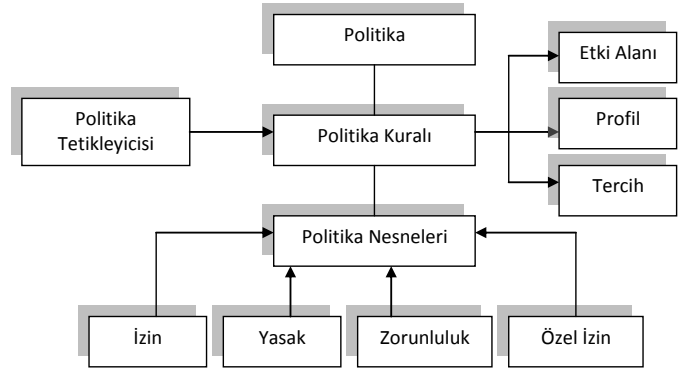 Politika
Etki Alanı
Politika
Tetikleyicisi
Politika Kuralı
Profil
Tercih
Politika Nesneleri
İzin
Yasak
Zorunluluk
Özel İzin